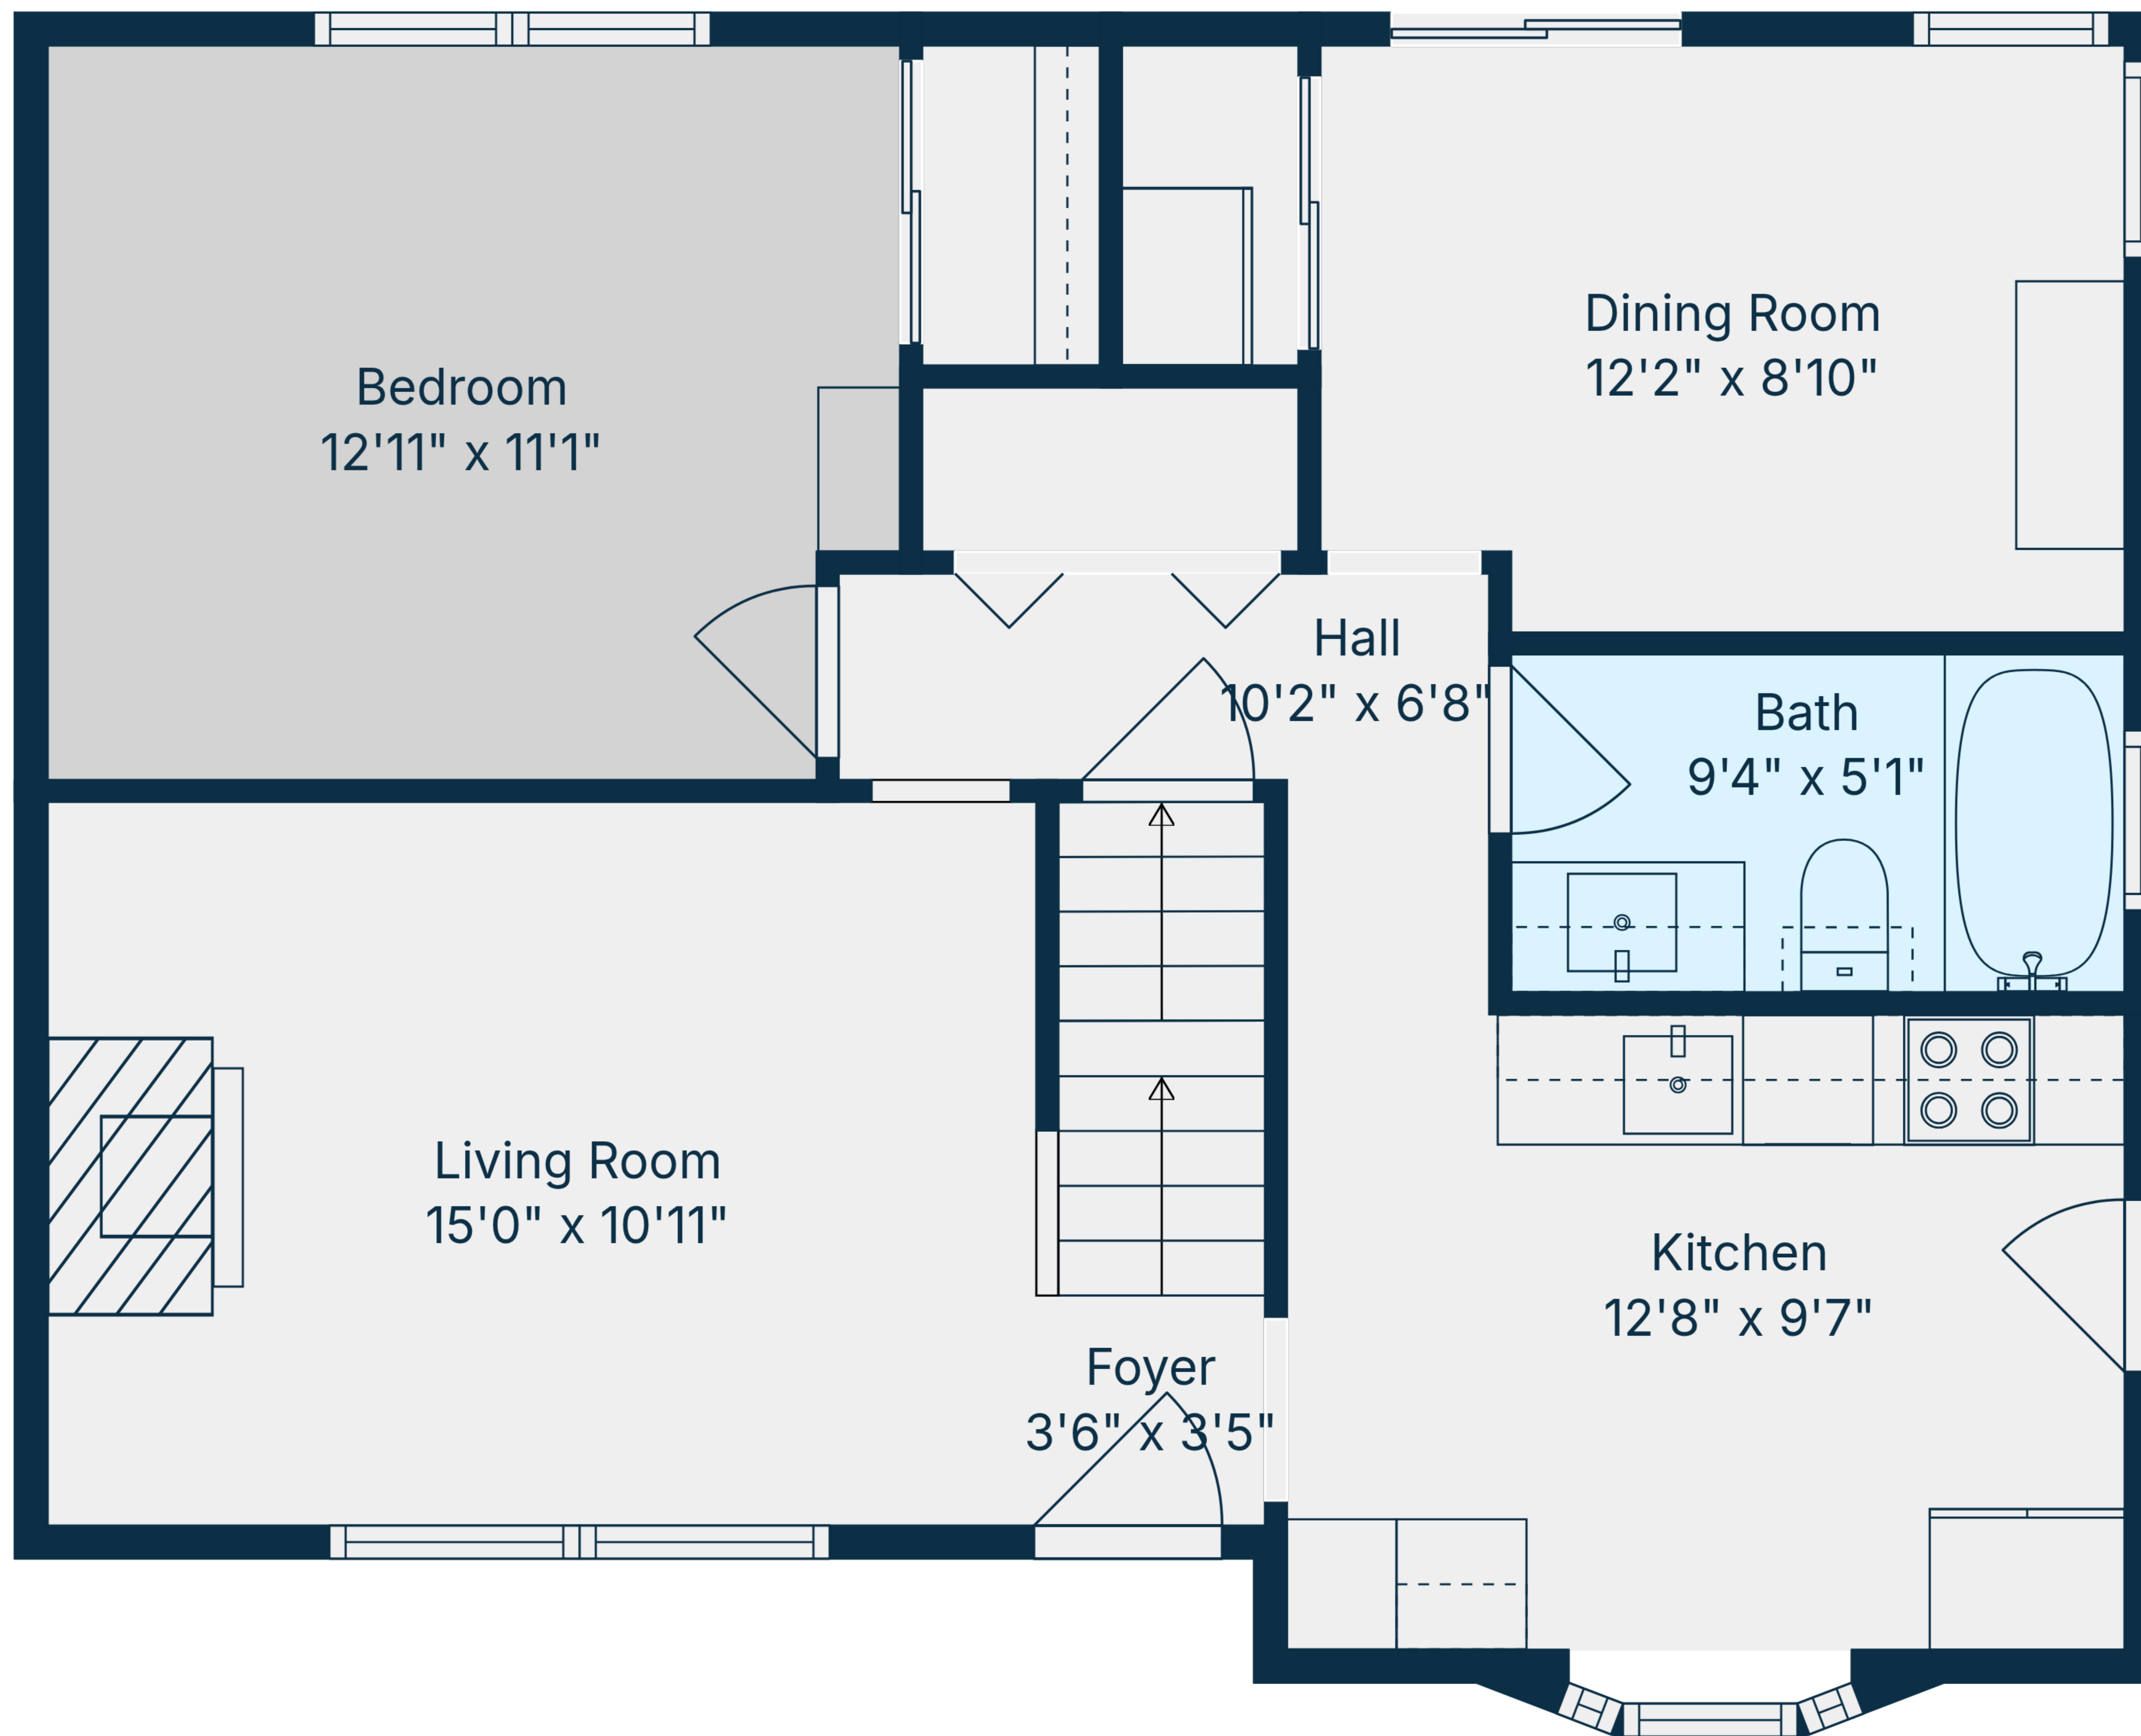 Dining Room
12'2" x 8'10"
Bedroom
12'11" x 11'1"
Hall
10'2" x 6'8"
Bath
9'4" x 5'1"
Living Room
15'0" x 10'11"
Kitchen
12'8" x 9'7"
Foyer
3'6" x 3'5"